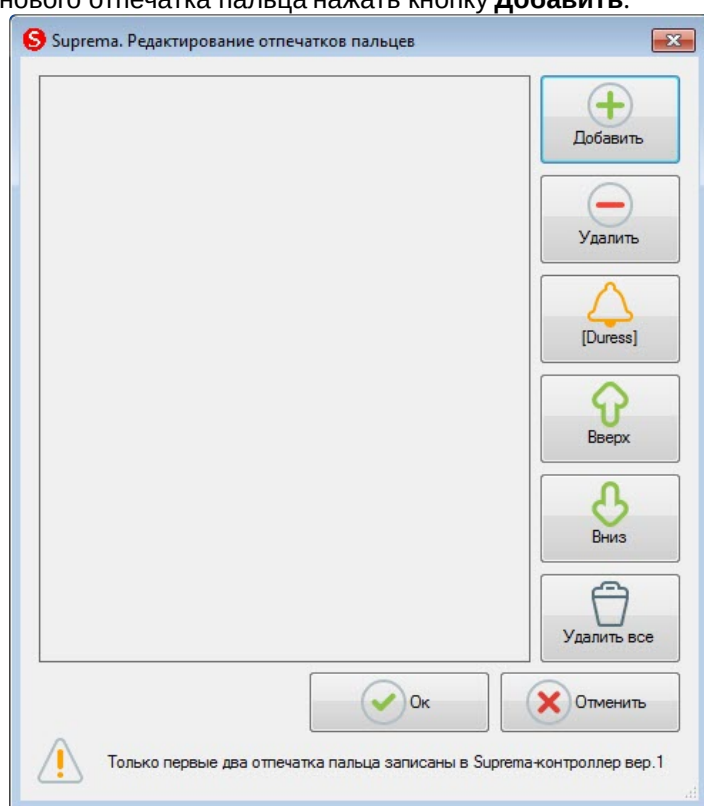 нового отпечатка пальца нажать кнопку Добавить.
S Suprema. Редактирование отпечатков пальцев
Добавить
Удалить
[Duress]
Вверх
Вниз
Удалить все
Ок
Отменить
Только первые два отпечатка пальца записаны в Suprema-контроллер вер.1